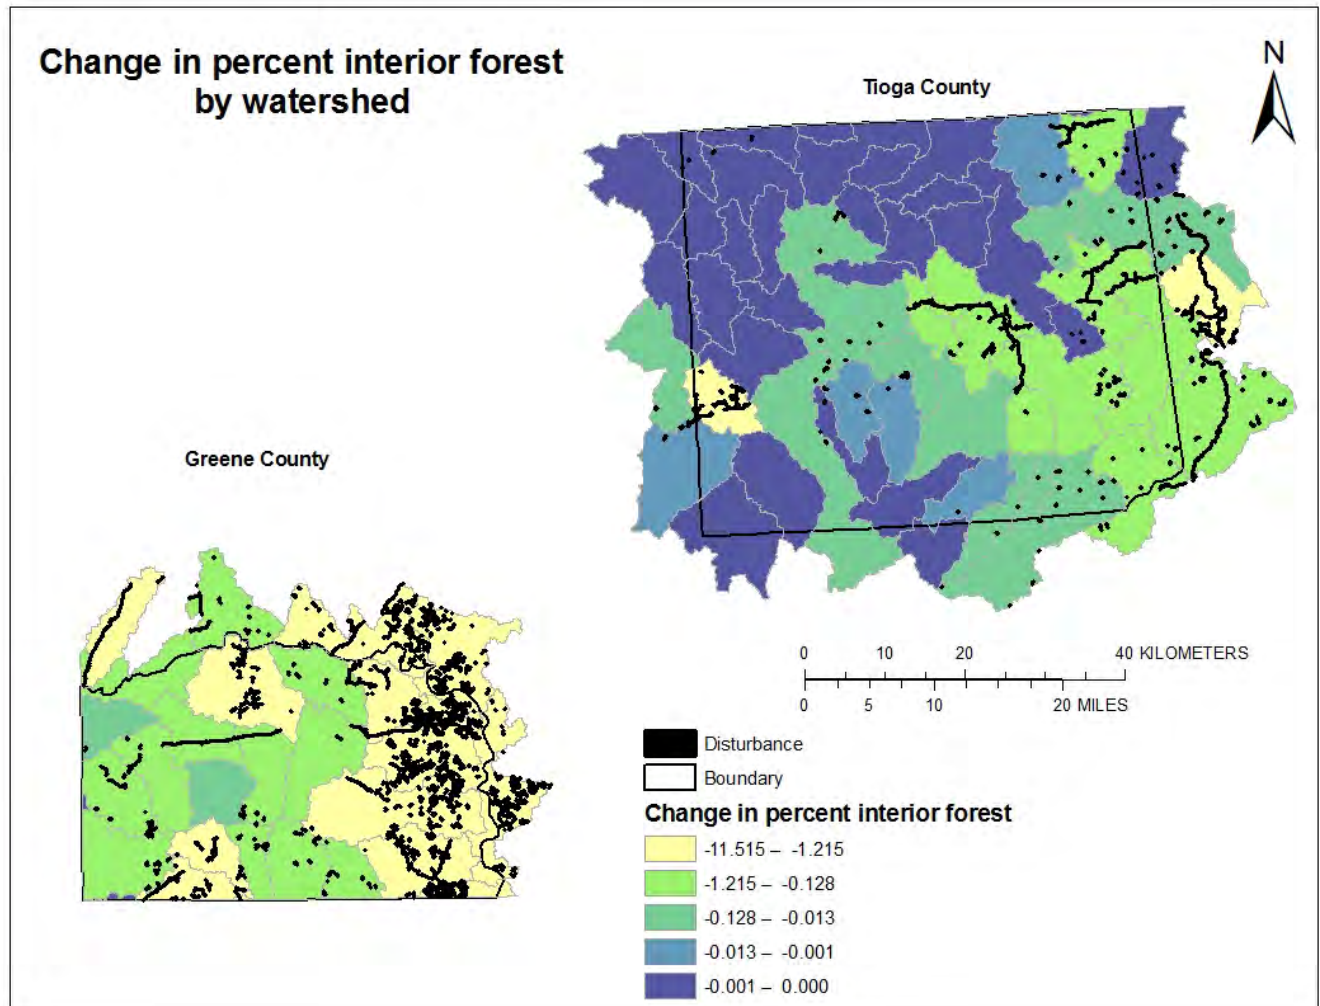 Change in percent interior forest
by watershed
Tioga County
N
Greene County
0 10 20 40 KILOMETERS
0 5 10 20 MILES
Disturbance
Boundary
Change in percent interior forest
-11.515 – -1.215
-1.215 – -0.128
-0.128 – -0.013
-0.013 – -0.001
-0.001 – 0.000